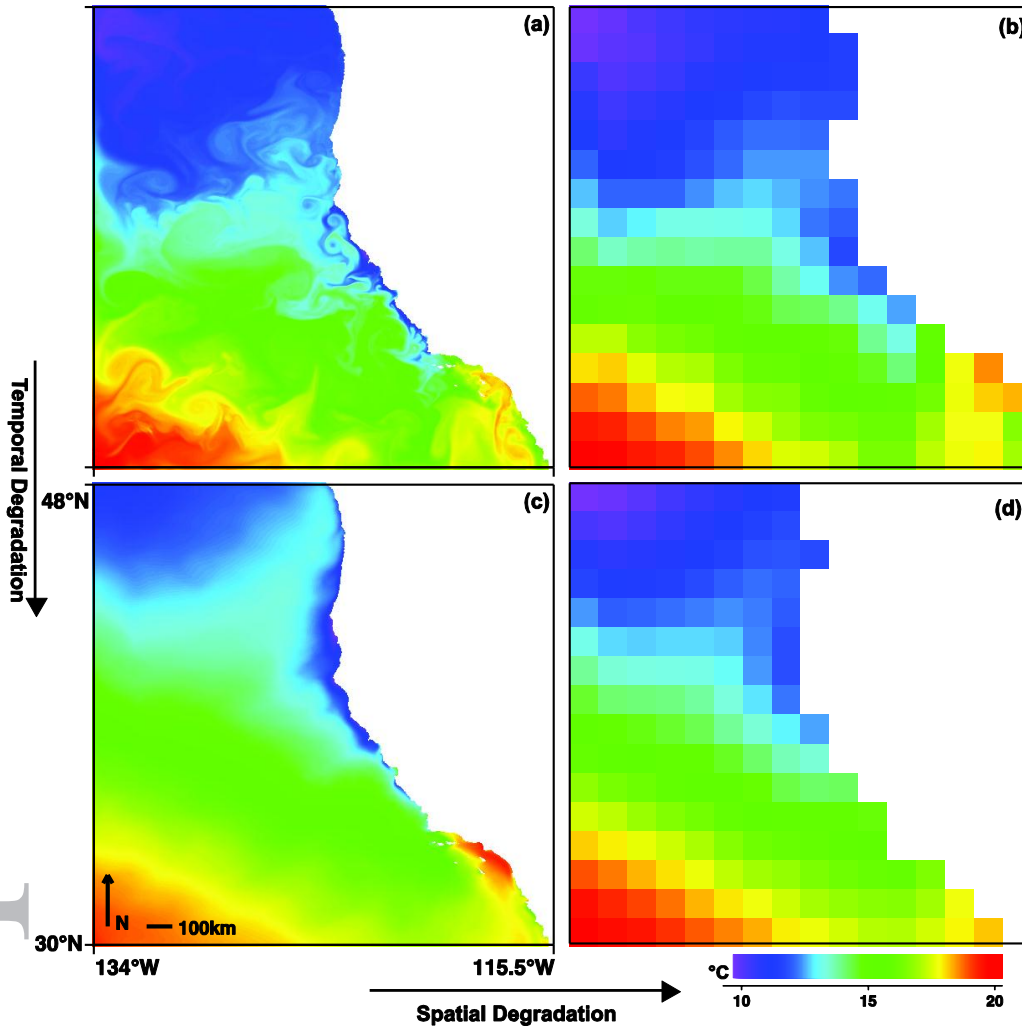 (a)
(b)
Temporal Degradation
48°N
(c)
(d)
N
100km
30°N
134°W
115.5°W
°C
10
15
20
Spatial Degradation